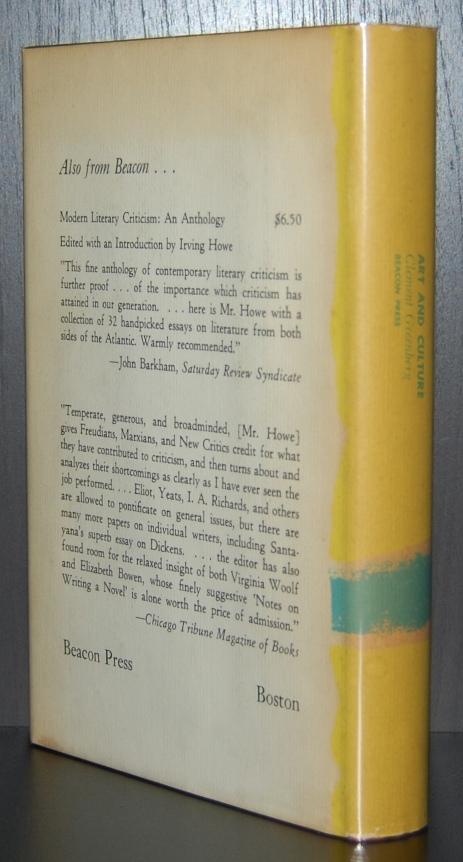 Also from Beacon . . .
Modern Literary Criticism: An Anthology $6.50
Edited with an Introduction by Irving Howe
"This fine anthology of contemporary literary criticism is
further proof . . . of the importance which criticism has
attained in our generation. . . . here is Mr. Howe with a
collection of 32 handpicked essays on literature from both
sides of the Atlantic. Warmly recommended."
—John Barkham, Saturday Review Syndicate
"Temperate, generous, and broadminded, [Mr. Howe]
gives Freudians, Marxians, and New Critics credit for what
they have contributed to criticism, and then turns about and
analyzes their shortcomings as clearly as I have ever seen the
job performed. . . . Eliot, Yeats, I. A. Richards, and others
are allowed to pontificate on general issues, but there are
many more papers on individual writers, including Santa-
yana's superb essay on Dickens. . . . the editor has also
found room for the relaxed insight of both Virginia Woolf
and Elizabeth Bowen, whose finely suggestive 'Notes on
Writing a Novel' is alone worth the price of admission."
—Chicago Tribune Magazine of Books
Beacon Press
Boston
ART AND CULTURE
Clement Greenberg
BEACON PRESS